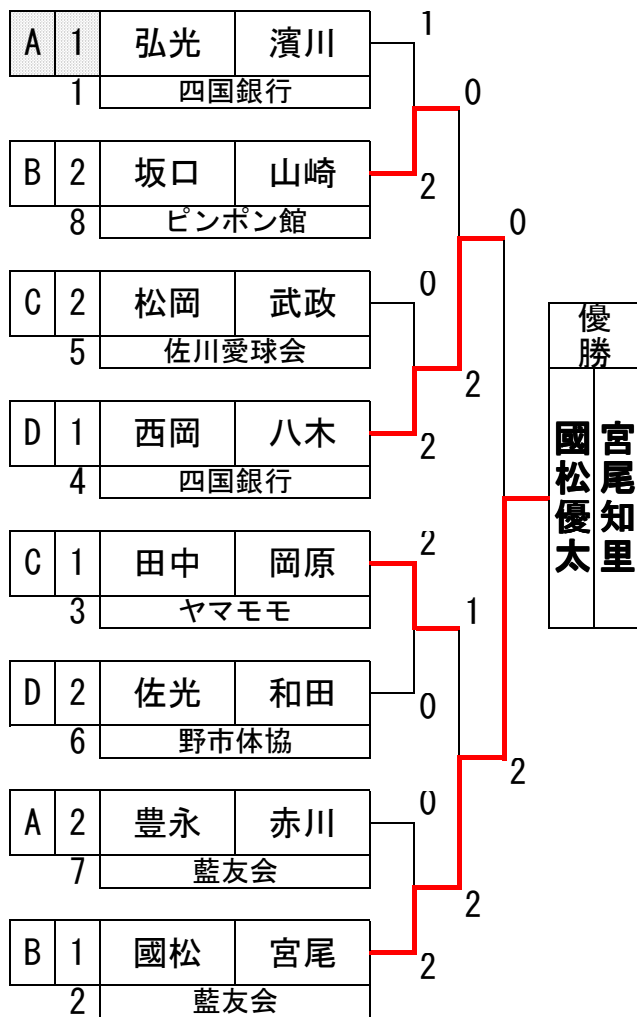 A 1 弘光 濱川 1
1 四国銀行
0
B 2 坂口 山崎 2
8 ピンポン館
0
C 2 松岡 武政 0
5 佐川愛球会
2
D 1 西岡 八木 2
4 四国銀行
C 1 田中 岡原 2
3 ヤマモモ
1
D 2 佐光 和田 0
6 野市体協
2
A 2 豊永 赤川 0
7 藍友会
2
B 1 國松 宮尾 2
2 藍友会
優勝
國松優太
宮尾知里